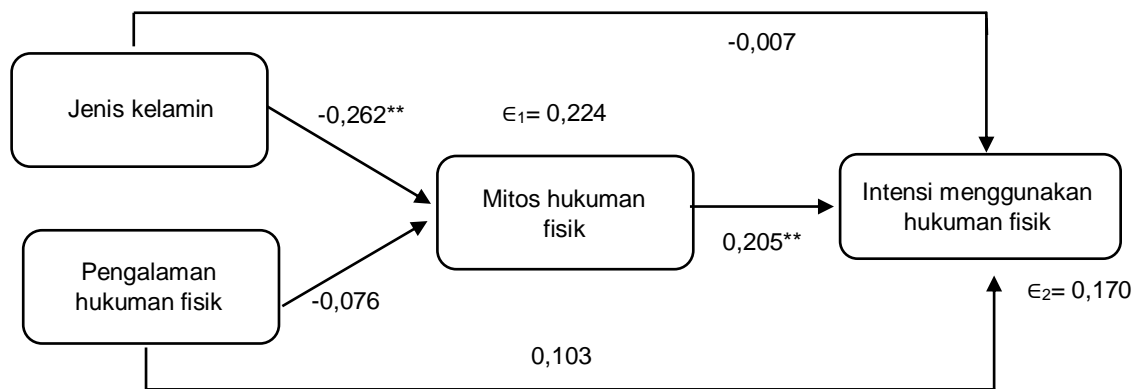 -0,007
Jenis kelamin
-0,262**
∈1= 0,224
Mitos hukuman
fisik
Intensi menggunakan
hukuman fisik
0,205**
Pengalaman
hukuman fisik
-0,076
∈2= 0,170
0,103